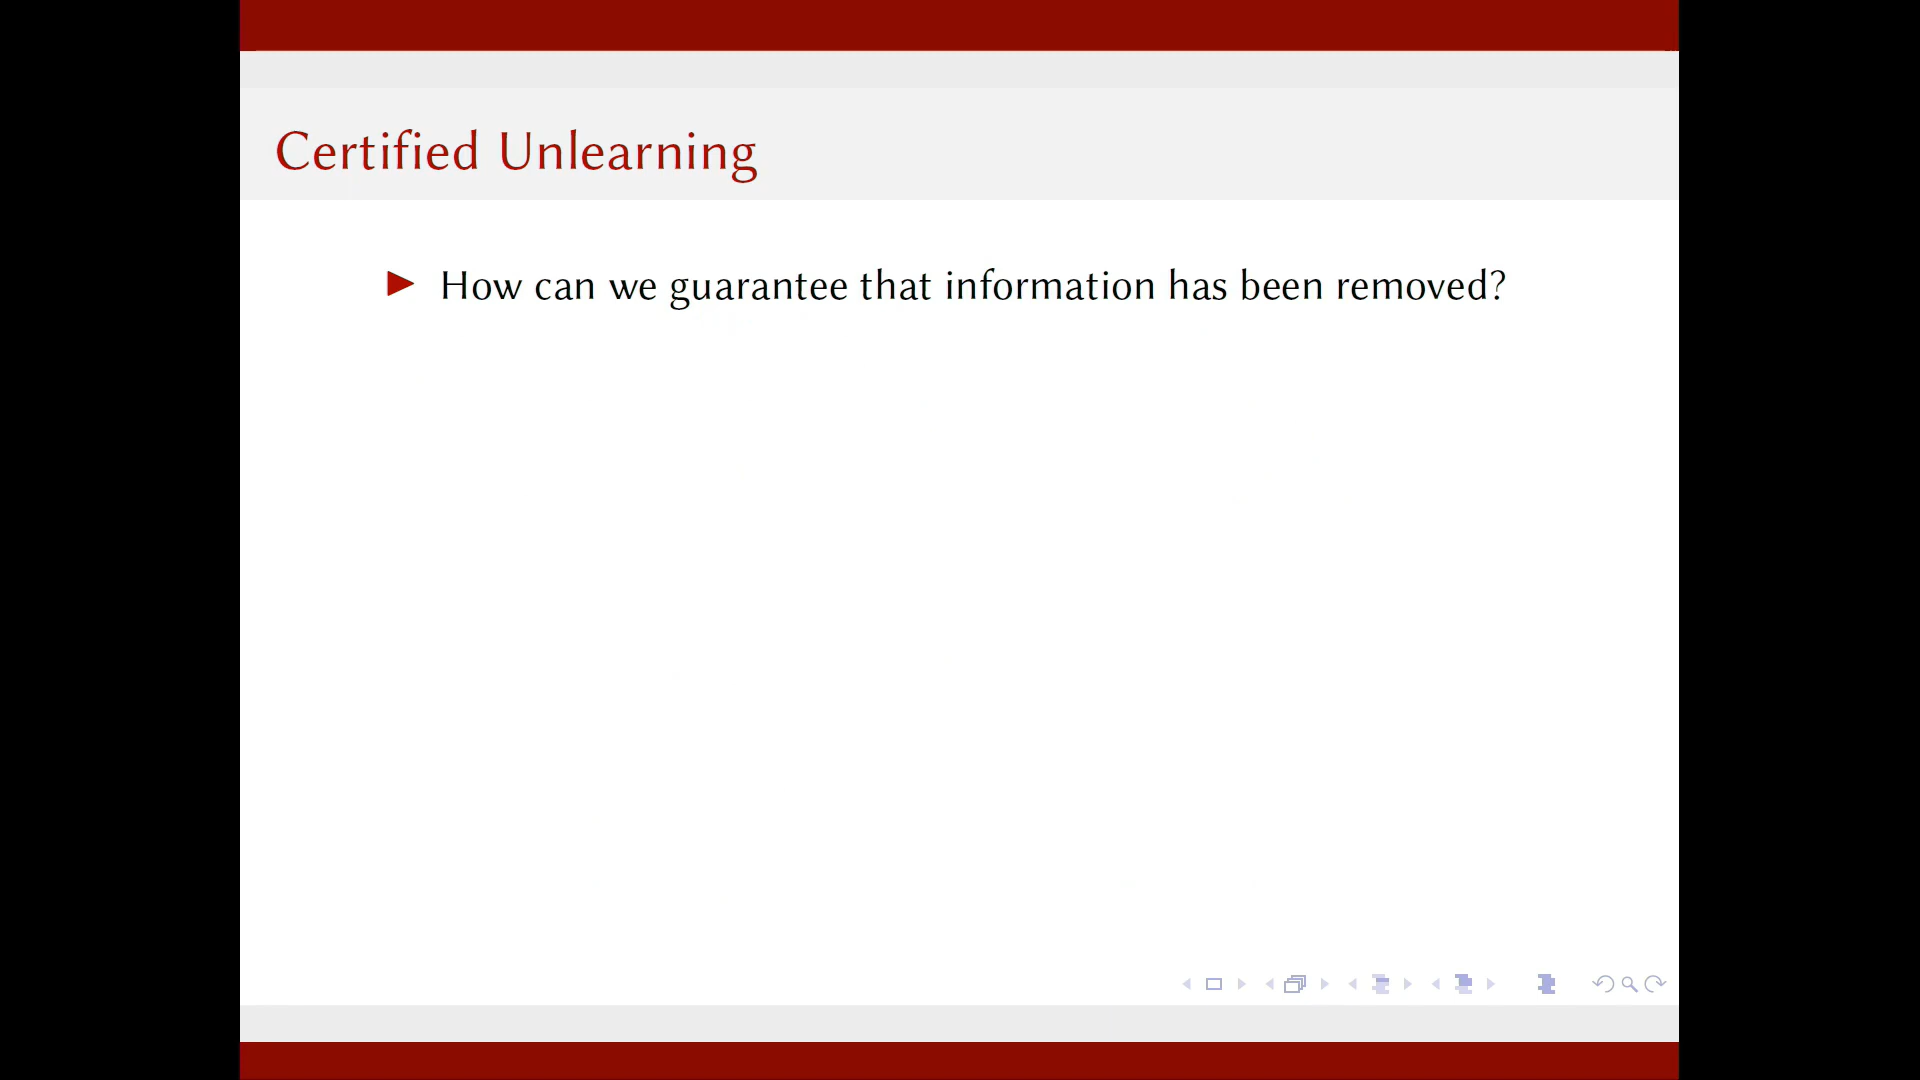 Certified Unlearning
How can we guarantee that information has been removed?